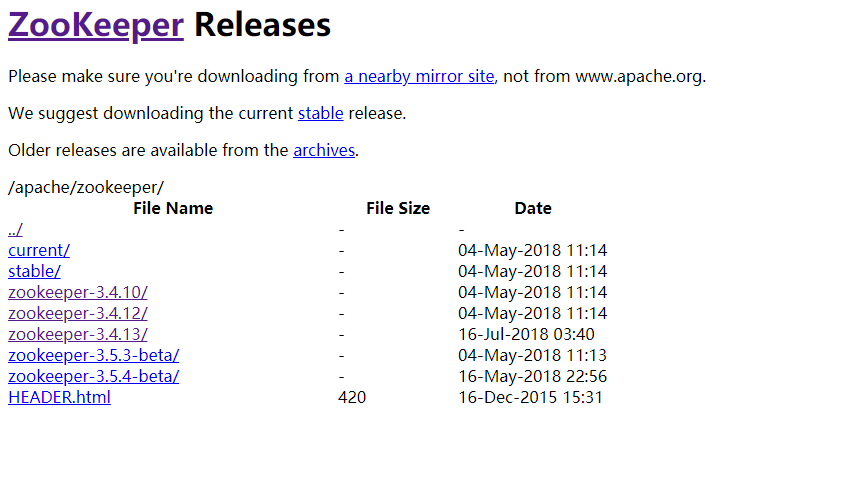 ZooKeeper Releases
Please make sure you're downloading from a nearby mirror site, not from www.apache.org.
We suggest downloading the current stable release.
Older releases are available from the archives.
/apache/zookeeper/
File Name File Size Date
../ - -
current/ - 04-May-2018 11:14
stable/ - 04-May-2018 11:14
zookeeper-3.4.10/ - 04-May-2018 11:14
zookeeper-3.4.12/ - 04-May-2018 11:14
zookeeper-3.4.13/ - 16-Jul-2018 03:40
zookeeper-3.5.3-beta/ - 04-May-2018 11:13
zookeeper-3.5.4-beta/ - 16-May-2018 22:56
HEADER.html 420 16-Dec-2015 15:31